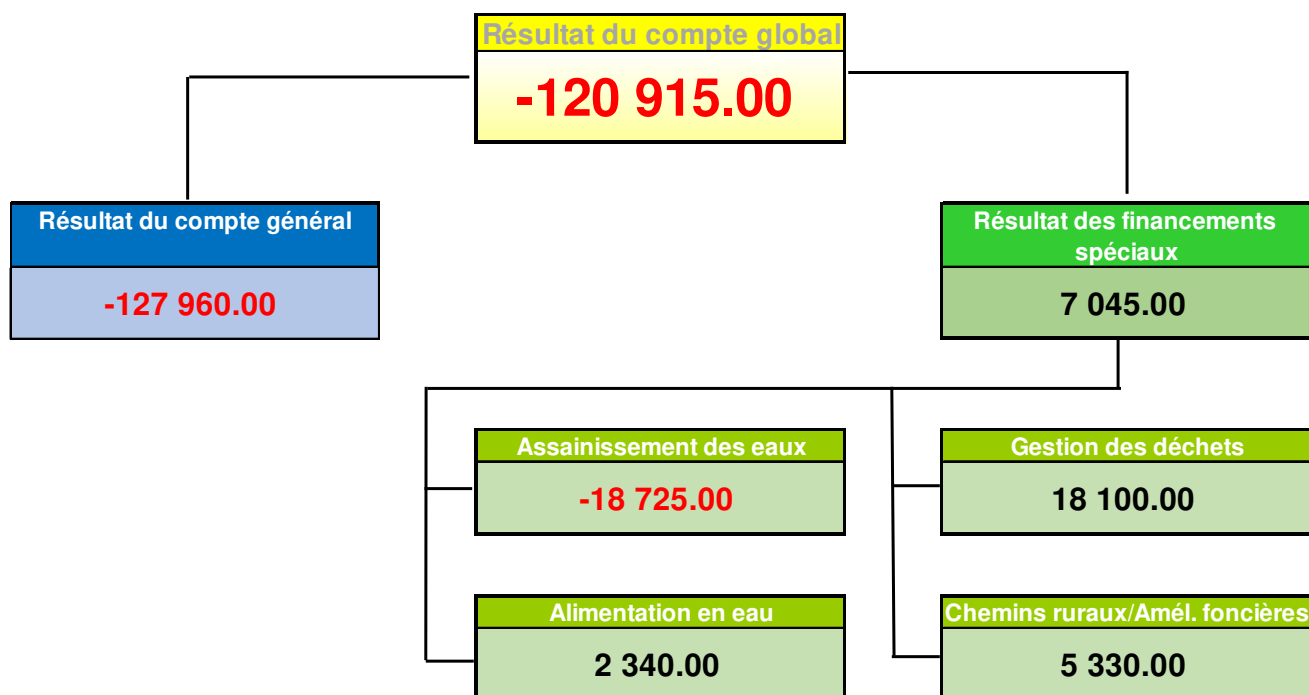 Résultat du compte global
-120 915.00
Résultat du compte général
-127 960.00
Résultat des financements
spéciaux
7 045.00
Assainissement des eaux
-18 725.00
Gestion des déchets
18 100.00
Alimentation en eau
2 340.00
Chemins ruraux/Amél. foncières
5 330.00